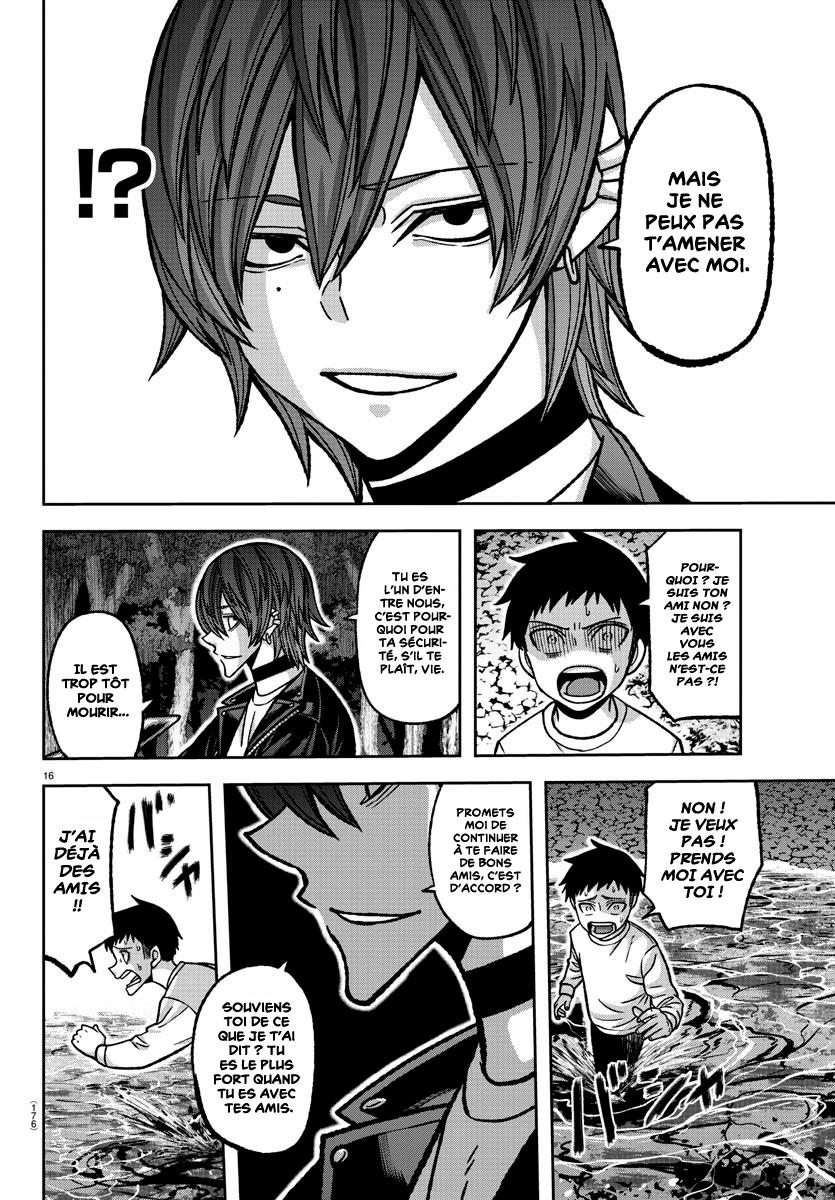 MAIS
JE NE
PEUX PAS
T'AMENER
AVEC MOI.
!?
POUR-
QUOI ? JE
SUIS TON
AMI NON ?
JE SUIS
AVEC
VOUS
LES AMIS
N'EST-CE
PAS ?!
TU ES
L'UN D'EN-
TRE NOUS,
C'EST POUR-
QUOI POUR
TA SÉCURI-
TÉ, S'IL TE
PLAÎT, VIE.
IL EST
TROP TÔT
POUR
MOURIR...
16
NON !
JE VEUX
PAS !
PRENDS
MOI AVEC
TOI !
バシャ
PROMETS
MOI DE
CONTINUER
À TE FAIRE
DE BONS
AMIS, C'EST
D'ACCORD ?
SOUVIENS
TOI DE CE
QUE JE T'AI
DIT ? TU
ES LE PLUS
FORT QUAND
TU ES AVEC
TES AMIS.
J'AI
DÉJÀ
DES
AMIS
!!
(176)